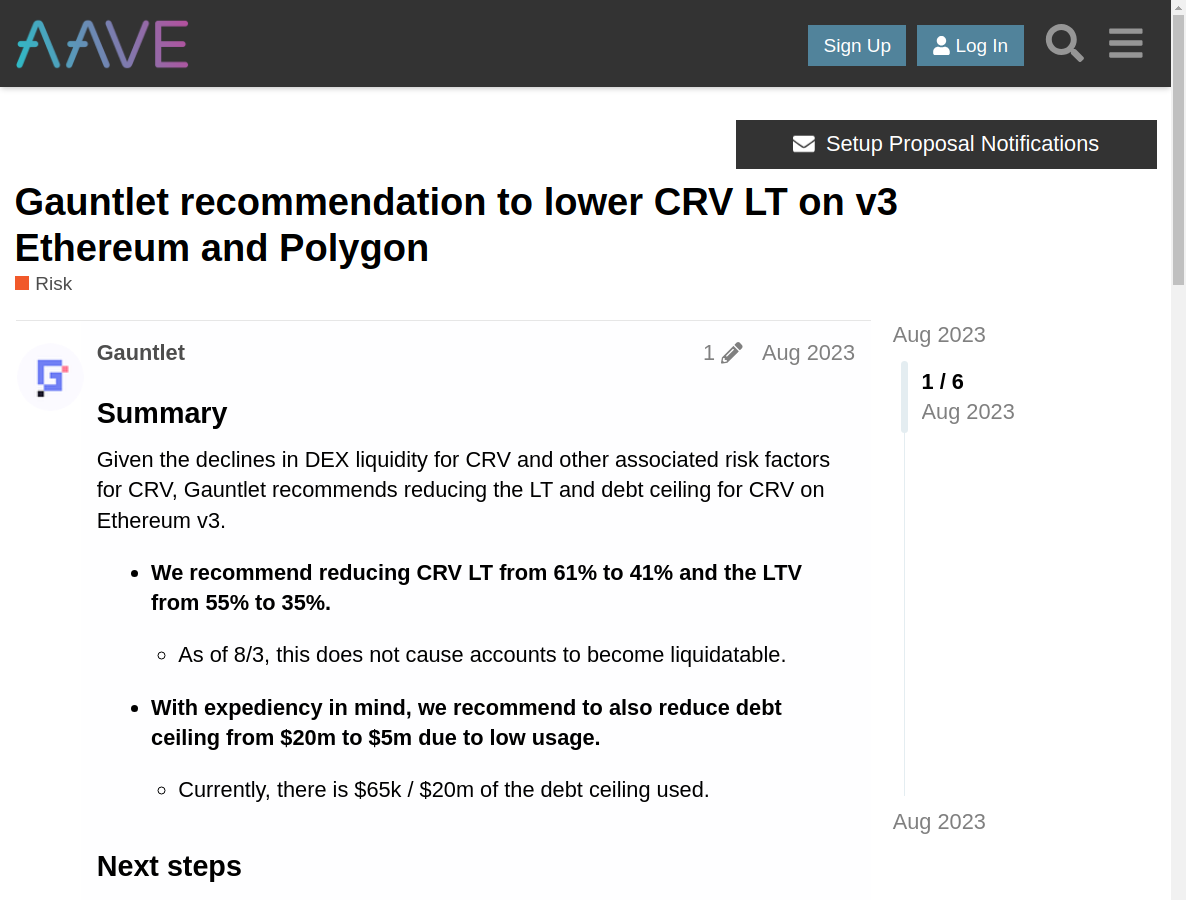 AAVE
Sign Up
Log In
Setup Proposal Notifications
Gauntlet recommendation to lower CRV LT on v3
Ethereum and Polygon
Risk
Gauntlet
1
Aug 2023
Aug 2023
1 / 6
Aug 2023
Summary
Given the declines in DEX liquidity for CRV and other associated risk factors
for CRV, Gauntlet recommends reducing the LT and debt ceiling for CRV on
Ethereum v3.
• We recommend reducing CRV LT from 61% to 41% and the LTV
from 55% to 35%.
◦ As of 8/3, this does not cause accounts to become liquidatable.
• With expediency in mind, we recommend to also reduce debt
ceiling from $20m to $5m due to low usage.
◦ Currently, there is $65k / $20m of the debt ceiling used.
Aug 2023
Next steps